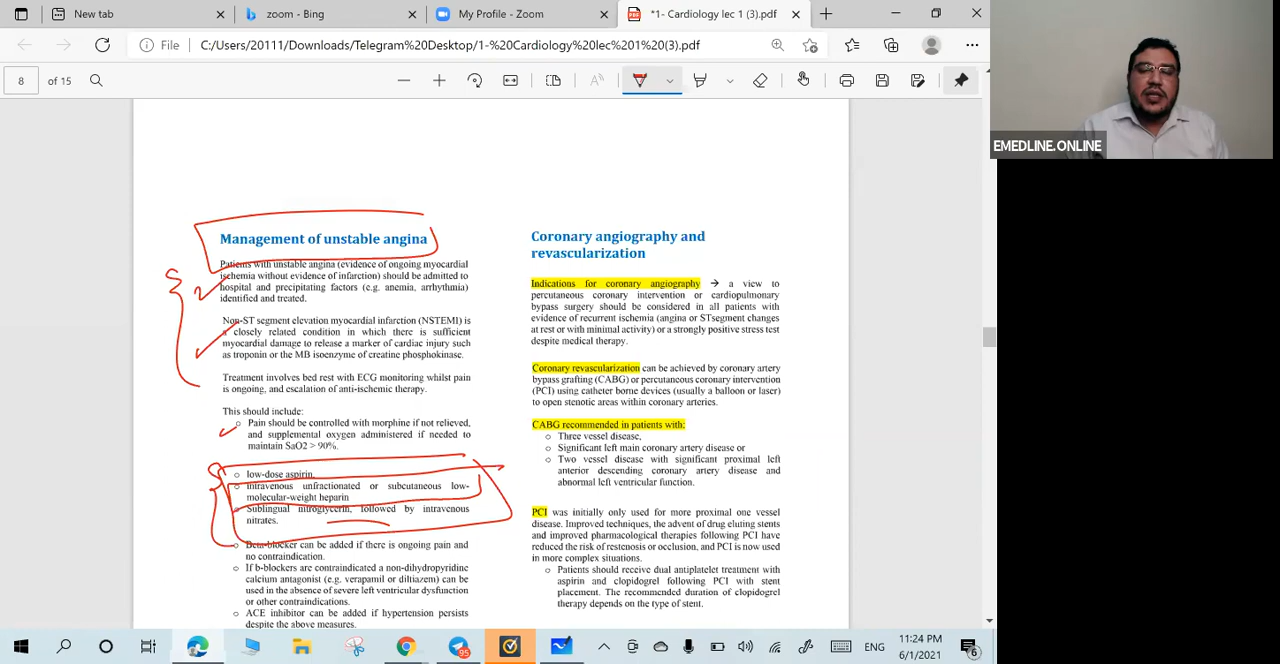 bing
zoom - Bing
My Profile - Zoom
*1- Cardiology lec 1 (3).pdf
File
C:/Users/20111/Downloads/Telegram%20Desktop/1-%20Cardiology%20lec%201%20(3).pdf
8 of 15
EMEDLINE.ONLINE
Management of unstable angina
Patients with unstable angina (evidence of ongoing myocardial
ischemia without evidence of infarction) should be admitted to
hospital and precipitating factors (e.g. anemia, arrhythmia)
identified and treated.
Non-ST segment elevation myocardial infarction (NSTEMI) is
a closely related condition in which there is sufficient
myocardial damage to release a marker of cardiac injury such
as troponin or the MB isoenzyme of creatine phosphokinase.
Treatment involves bed rest with ECG monitoring whilst pain
is ongoing, and escalation of anti-ischemic therapy.
This should include:
o Pain should be controlled with morphine if not relieved,
and supplemental oxygen administered if needed to
maintain SaO2 > 90%.
o low-dose aspirin.
o intravenous unfractionated or subcutaneous low-
molecular-weight heparin
o Sublingual nitroglycerin, followed by intravenous
nitrates.
o Beta-blocker can be added if there is ongoing pain and
no contraindication.
o If b-blockers are contraindicated a non-dihydropyridine
calcium antagonist (e.g. verapamil or diltiazem) can be
used in the absence of severe left ventricular dysfunction
or other contraindications.
o ACE inhibitor can be added if hypertension persists
despite the above measures.
Coronary angiography and
revascularization
Indications for coronary angiography → a view to
percutaneous coronary intervention or cardiopulmonary
bypass surgery should be considered in all patients with
evidence of recurrent ischemia (angina or STsegment changes
at rest or with minimal activity) or a strongly positive stress test
despite medical therapy.
Coronary revascularization can be achieved by coronary artery
bypass grafting (CABG) or percutaneous coronary intervention
(PCI) using catheter borne devices (usually a balloon or laser)
to open stenotic areas within coronary arteries.
CABG recommended in patients with:
o Three vessel disease,
o Significant left main coronary artery disease or
o Two vessel disease with significant proximal left
anterior descending coronary artery disease and
abnormal left ventricular function.
PCI was initially only used for more proximal one vessel
disease. Improved techniques, the advent of drug eluting stents
and improved pharmacological therapies following PCI have
reduced the risk of restenosis or occlusion, and PCI is now used
in more complex situations.
o Patients should receive dual antiplatelet treatment with
aspirin and clopidogrel following PCI with stent
placement. The recommended duration of clopidogrel
therapy depends on the type of stent.
95
ENG
11:24 PM
6/1/2021
6